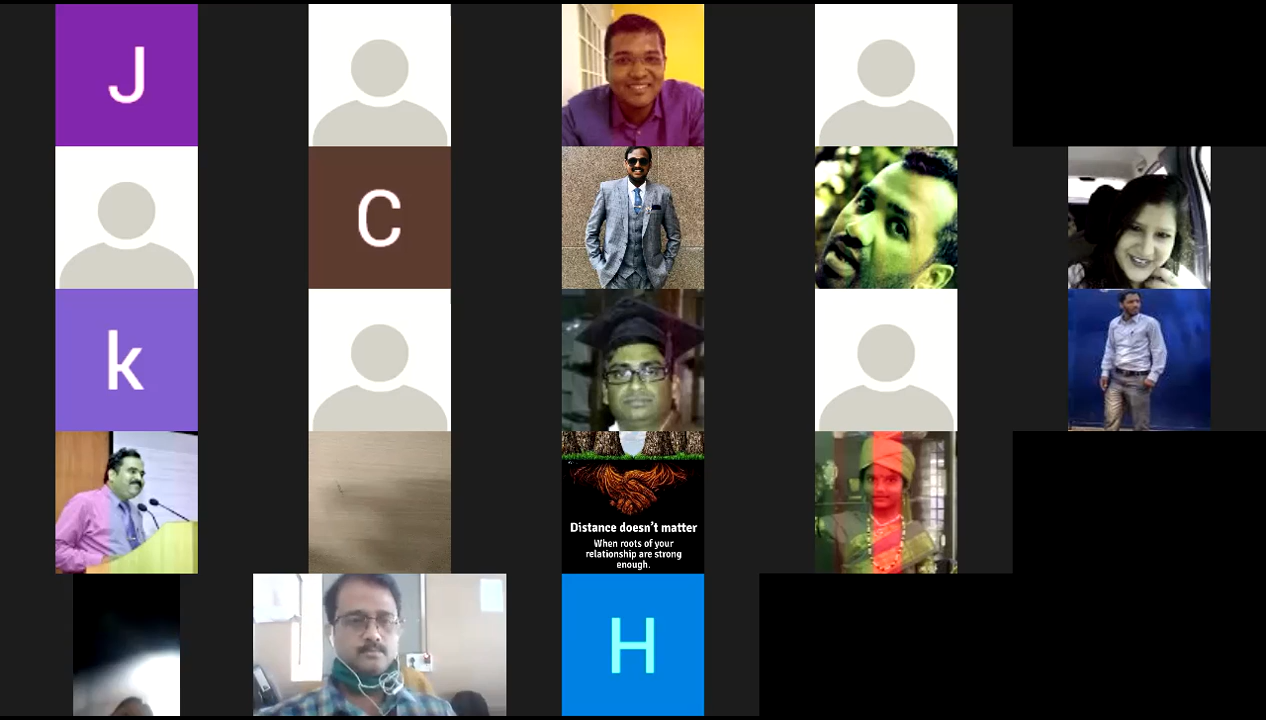 J
C
k
Distance doesn't matter
When roots of your
relationship are strong
enough.
H